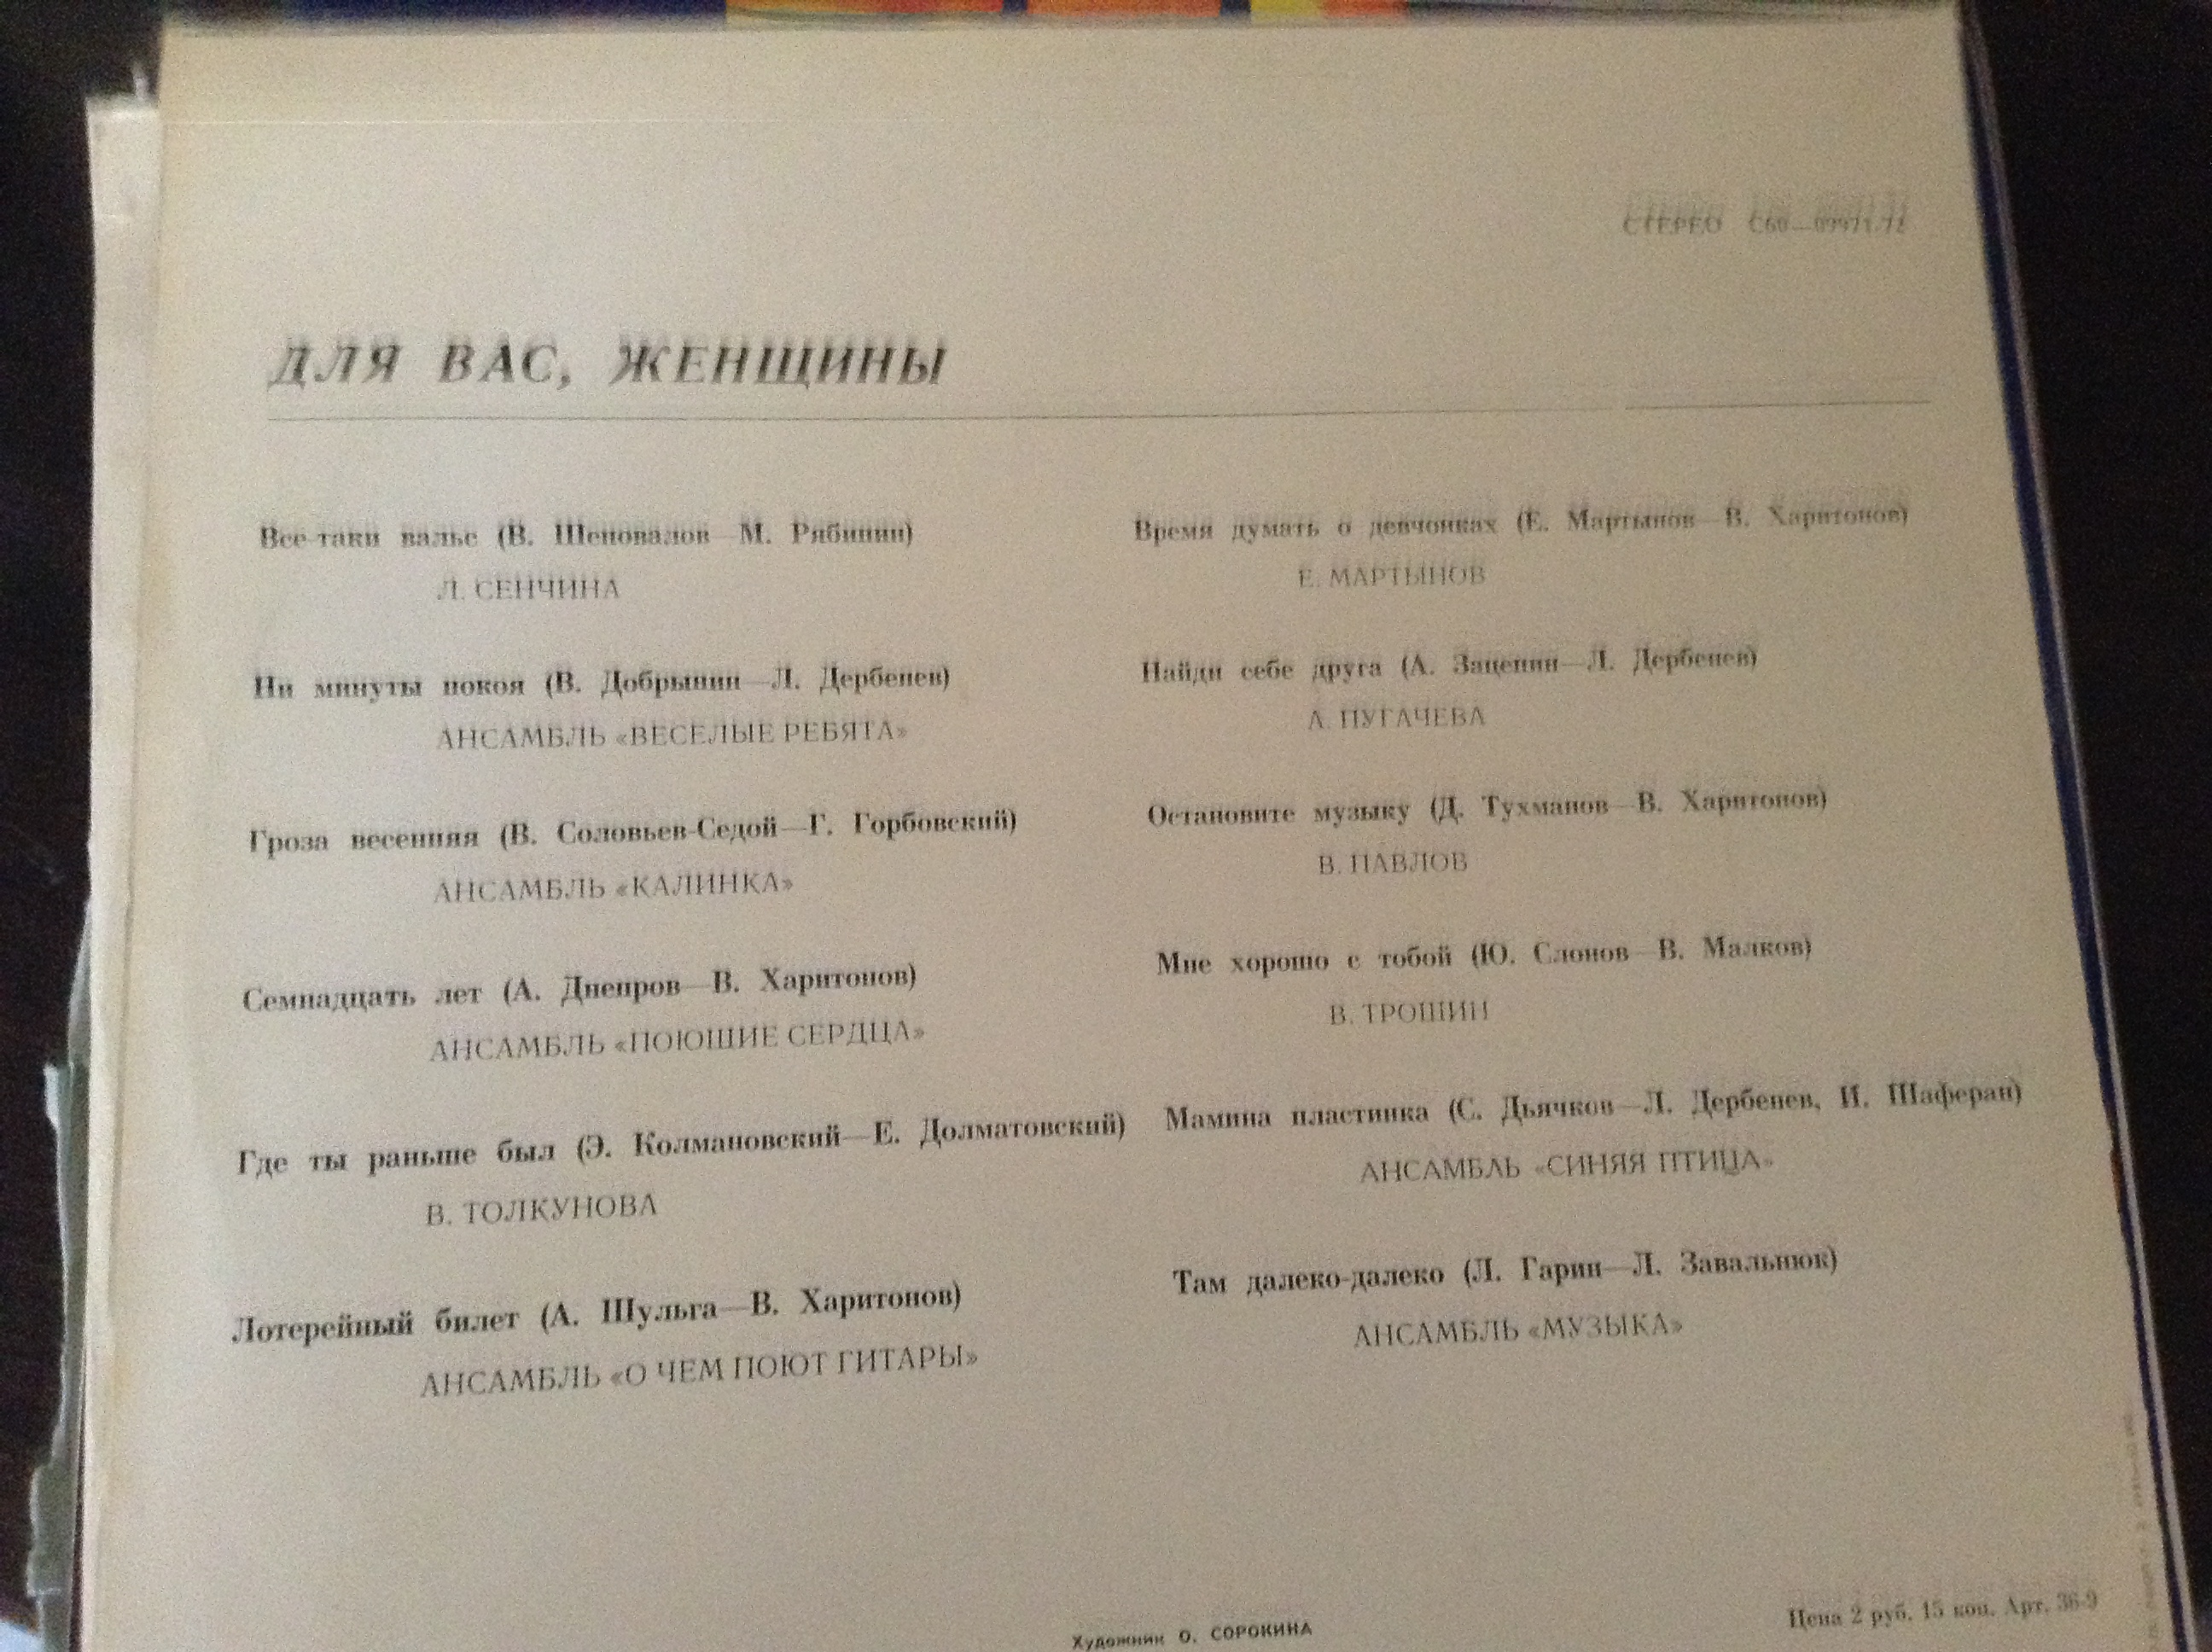 СТЕРЕО С60—09971-72
ДЛЯ ВАС, ЖЕНЩИНЫ
Все-таки вальс (В. Шеповалов—М. Рябинин)
Л. СЕНЧИНА
Ни минуты покоя (В. Добрынин—Л. Дербенев)
АНСАМБЛЬ «ВЕСЕЛЫЕ РЕБЯТА»
Гроза весенняя (В. Соловьев-Седой—Г. Горбовский)
АНСАМБЛЬ «КАЛИНКА»
Семнадцать лет (А. Днепров—В. Харитонов)
АНСАМБЛЬ «ПОЮЩИЕ СЕРДЦА»
Где ты раньше был (Э. Колмановский—Е. Долматовский)
В. ТОЛКУНОВА
Лотерейный билет (А. Шульга—В. Харитонов)
АНСАМБЛЬ «О ЧЕМ ПОЮТ ГИТАРЫ»
Время думать о девчонках (Е. Мартынов—В. Харитонов)
Е. МАРТЫНОВ
Найди себе друга (А. Зацепин—Л. Дербенев)
А. ПУГАЧЕВА
Остановите музыку (Д. Тухманов—В. Харитонов)
В. ПАВЛОВ
Мне хорошо с тобой (Ю. Слонов—В. Малков)
В. ТРОШИН
Мамина пластинка (С. Дьячков—Л. Дербенев, И. Шаферан)
АНСАМБЛЬ «СИНЯЯ ПТИЦА»
Там далеко-далеко (Л. Гарин—Л. Завальнюк)
АНСАМБЛЬ «МУЗЫКА»
Художник О. СОРОКИНА
Цена 2 руб. 15 коп. Арт. 36-9